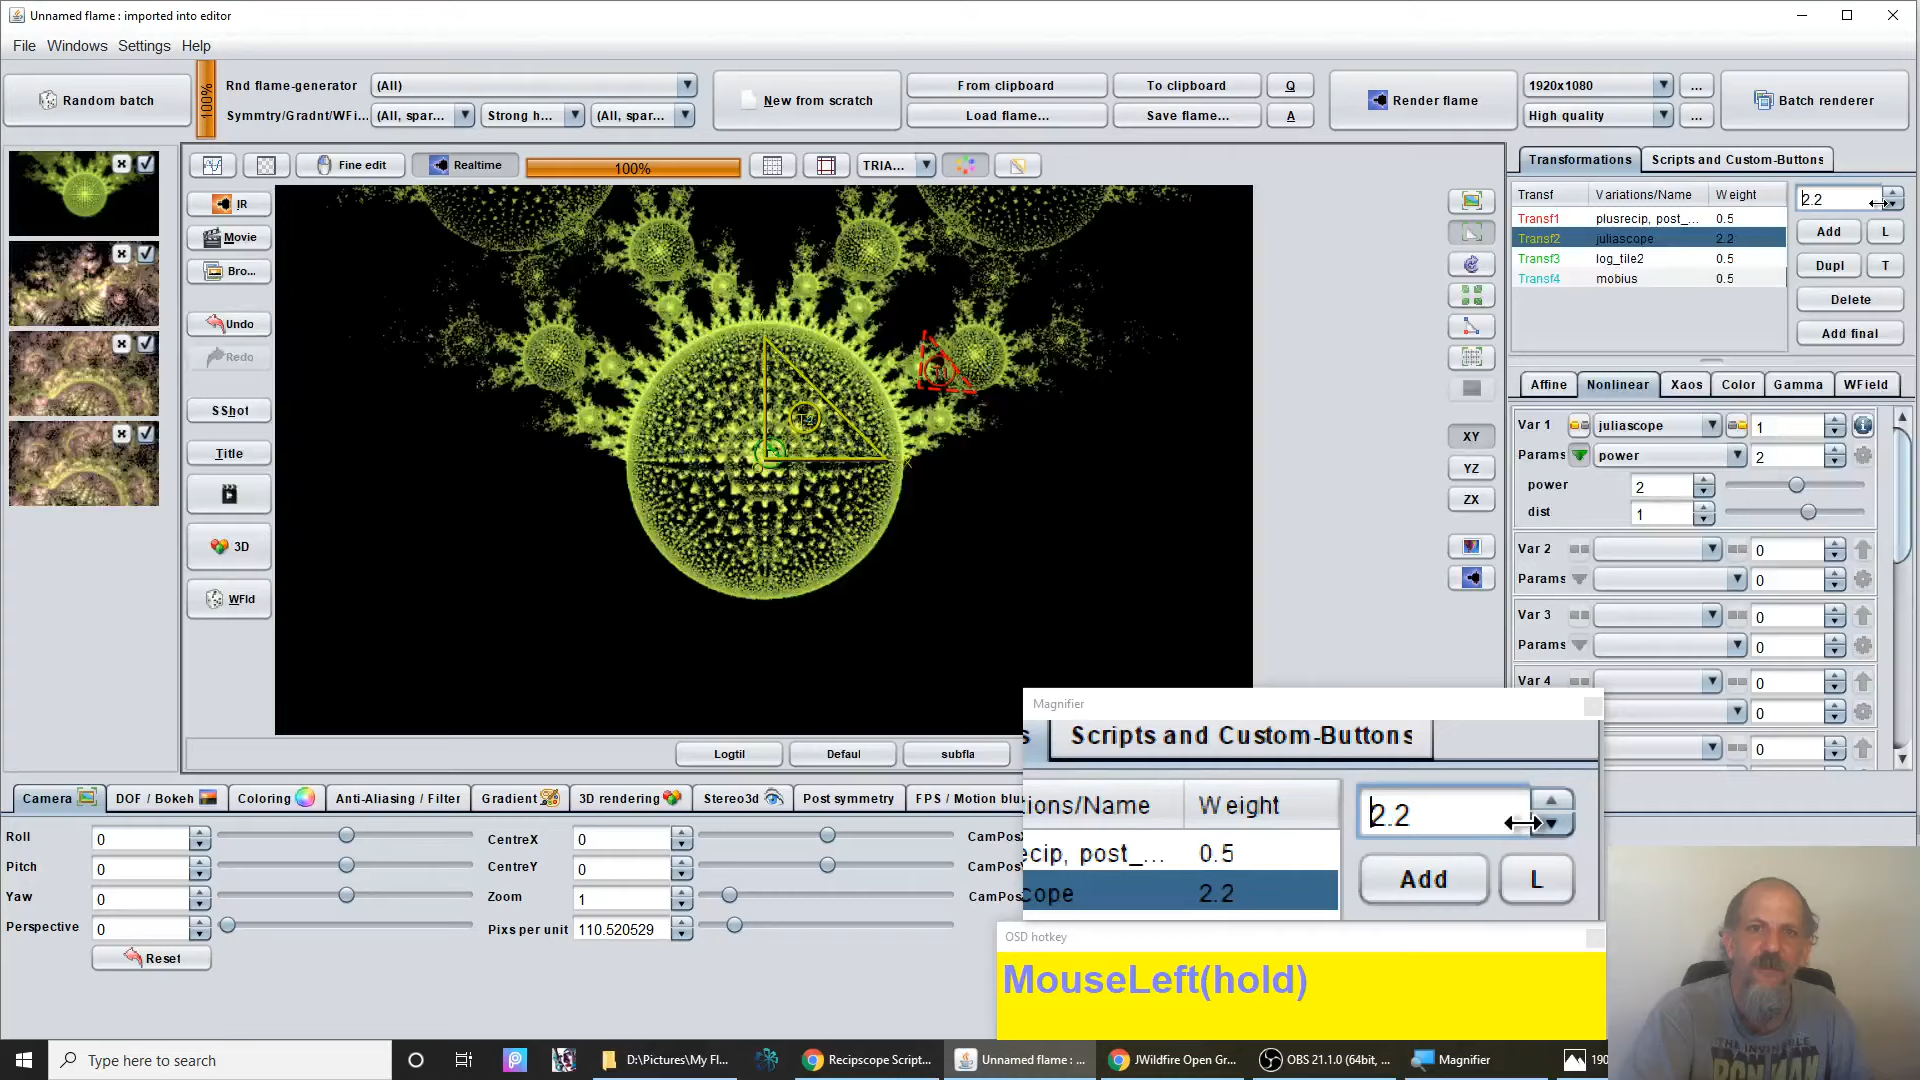 Unnamed flame : imported into editor
File Windows Settings Help
Random batch
100%
Rnd flame-generator (All)
Symmtry/Gradnt/WFi... (All, spar... Strong h... (All, spar...
New from scratch
From clipboard To clipboard Q
Load flame... Save flame... A
Render flame
1920x1080 ...
High quality ...
Batch renderer
Fine edit Realtime 100% TRIA...
IR
Movie
Bro...
Undo
Redo
SShot
Title
3D
WFld
T2
XY
YZ
ZX
Logtil Defaul subfla
Transformations Scripts and Custom-Buttons
Transf Variations/Name Weight
Transf1 plusrecip, post_... 0.5
Transf2 juliascope 2.2
Transf3 log_tile2 0.5
Transf4 mobius 0.5
2.2
Add L
Dupl T
Delete
Add final
Affine Nonlinear Xaos Color Gamma WField
Var 1 juliascope 1
Params power 2
power 2
dist 1
Var 2 0
Params 0
Var 3 0
Params 0
Var 4 0
0
0
Camera DOF / Bokeh Coloring Anti-Aliasing / Filter Gradient 3D rendering Stereo3d Post symmetry FPS / Motion blu
Roll 0 CentreX 0 CamPosX
Pitch 0 CentreY 0 CamPos
Yaw 0 Zoom 1 CamPos
Perspective 0 Pixs per unit 110.520529
Reset
Magnifier
s Scripts and Custom-Buttons
ions/Name Weight 2.2
ecip, post_... 0.5
cope 2.2
Add L
OSD hotkey
MouseLeft(hold)
THE INVINCIBLE
IRON MAN
Type here to search
D:\Pictures\My Fl...
Recipscope Script...
Unnamed flame : ...
JWildfire Open Gr...
OBS 21.1.0 (64bit, ...
Magnifier
190